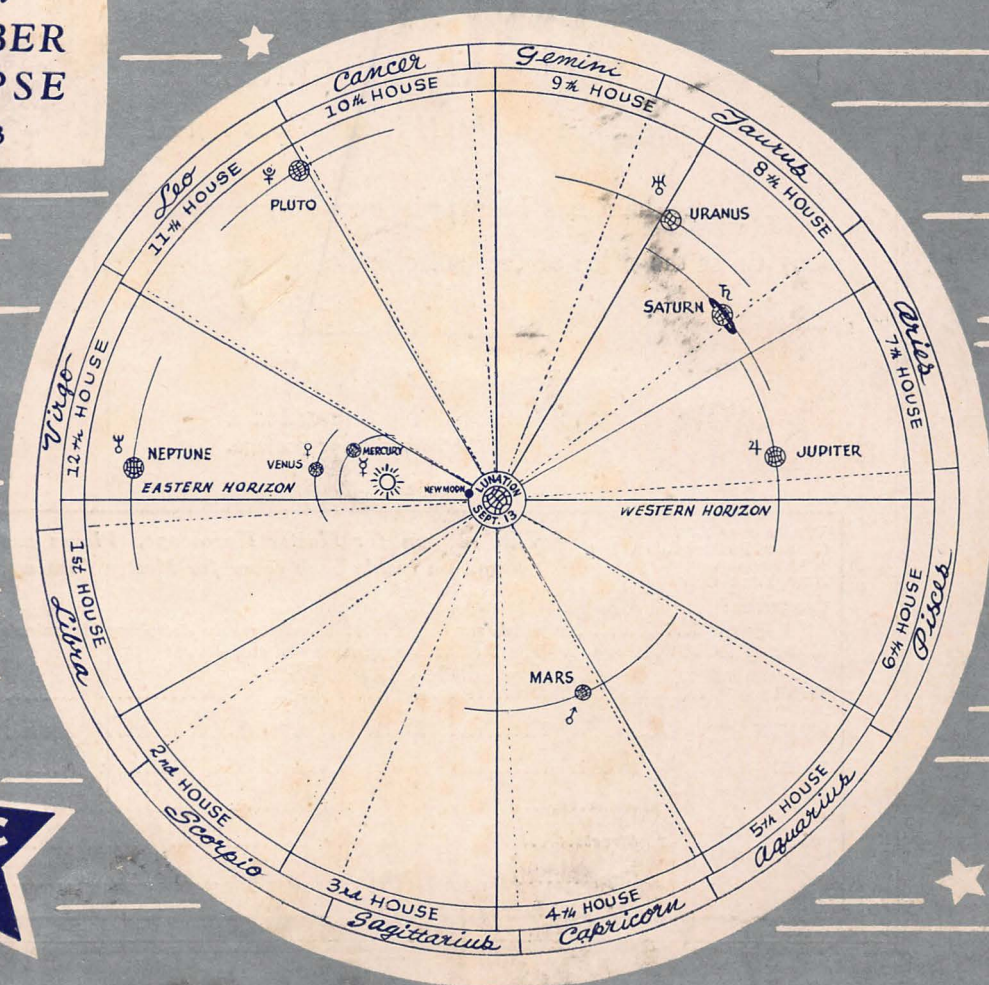 BER
PSE
Cancer
10th HOUSE
Gemini
9th HOUSE
Taurus
8th HOUSE
Leo
11th HOUSE
♇
PLUTO
♅
URANUS
♄
SATURN
Aries
7th HOUSE
Virgo
12th HOUSE
♆
NEPTUNE
♀
VENUS
MERCURY
☿
♃
JUPITER
EASTERN HORIZON
NEW MOON
LUNATION
SEPT. 13
WESTERN HORIZON
1st HOUSE
Libra
6th HOUSE
Pisces
MARS
♂
2nd HOUSE
Scorpio
5th HOUSE
Aquarius
3rd HOUSE
Sagittarius
4th HOUSE
Capricorn
C